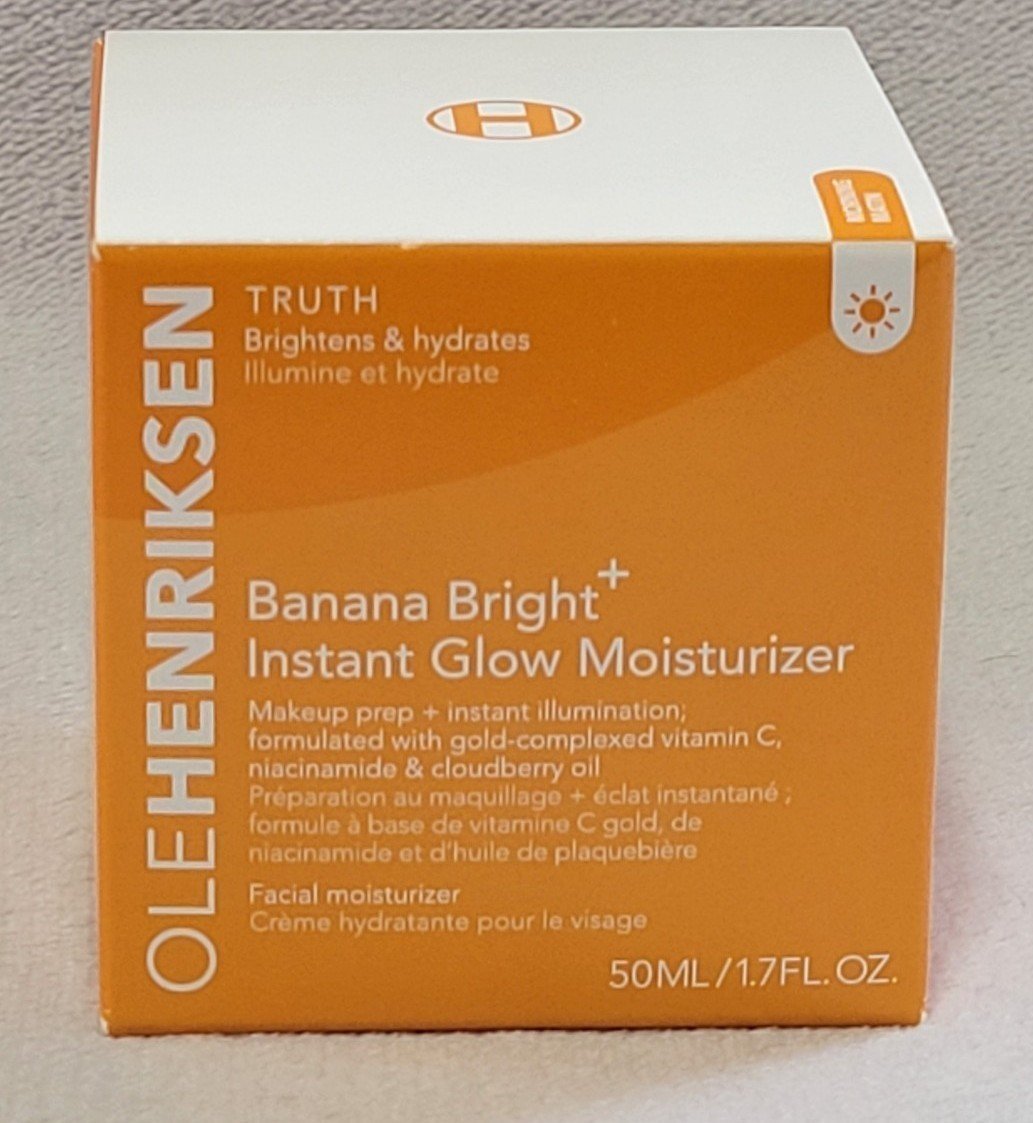 OLEHENRIKSEN
TRUTH
Brightens & hydrates
Illumine et hydrate
Banana Bright+
Instant Glow Moisturizer
Makeup prep + instant illumination;
formulated with gold-complexed vitamin C,
niacinamide & cloudberry oil
Préparation au maquillage + éclat instantané ;
formule à base de vitamine C gold, de
niacinamide et d'huile de plaquebière
Facial moisturizer
Crème hydratante pour le visage
50ML/1.7FL. OZ.